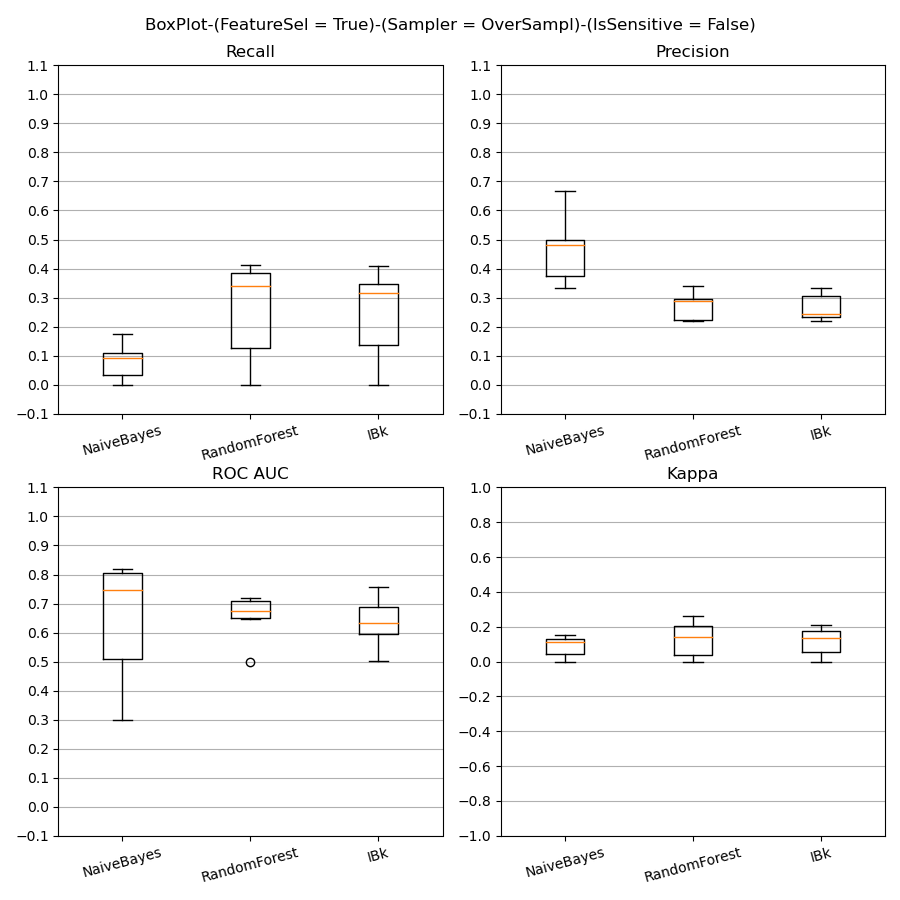 BoxPlot-(FeatureSel = True)-(Sampler = OverSampl)-(IsSensitive = False)
Recall
1.1
1.0
0.9
0.8
0.7
0.6
0.5
0.4
0.3
0.2
0.1
0.0
−0.1
NaiveBayes
RandomForest
IBk
Precision
1.1
1.0
0.9
0.8
0.7
0.6
0.5
0.4
0.3
0.2
0.1
0.0
−0.1
NaiveBayes
RandomForest
IBk
ROC AUC
1.1
1.0
0.9
0.8
0.7
0.6
0.5
0.4
0.3
0.2
0.1
0.0
−0.1
NaiveBayes
RandomForest
IBk
Kappa
1.0
0.8
0.6
0.4
0.2
0.0
−0.2
−0.4
−0.6
−0.8
−1.0
NaiveBayes
RandomForest
IBk